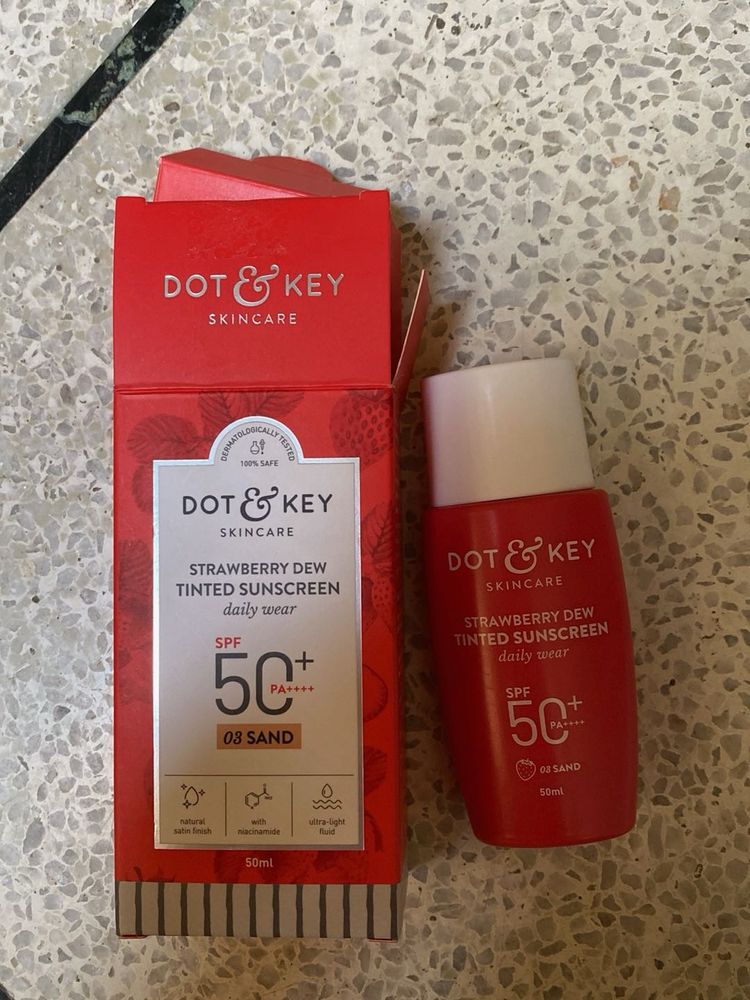 DOT & KEY
SKINCARE
DERMATOLOGICALLY TESTED
100% SAFE
DOT & KEY
SKINCARE
STRAWBERRY DEW
TINTED SUNSCREEN
daily wear
SPF
50+
PA++++
03 SAND
natural
satin finish
with
niacinamide
ultra-light
fluid
50ml
DOT & KEY
SKINCARE
STRAWBERRY DEW
TINTED SUNSCREEN
daily wear
SPF
50+
PA++++
03 SAND
50ml